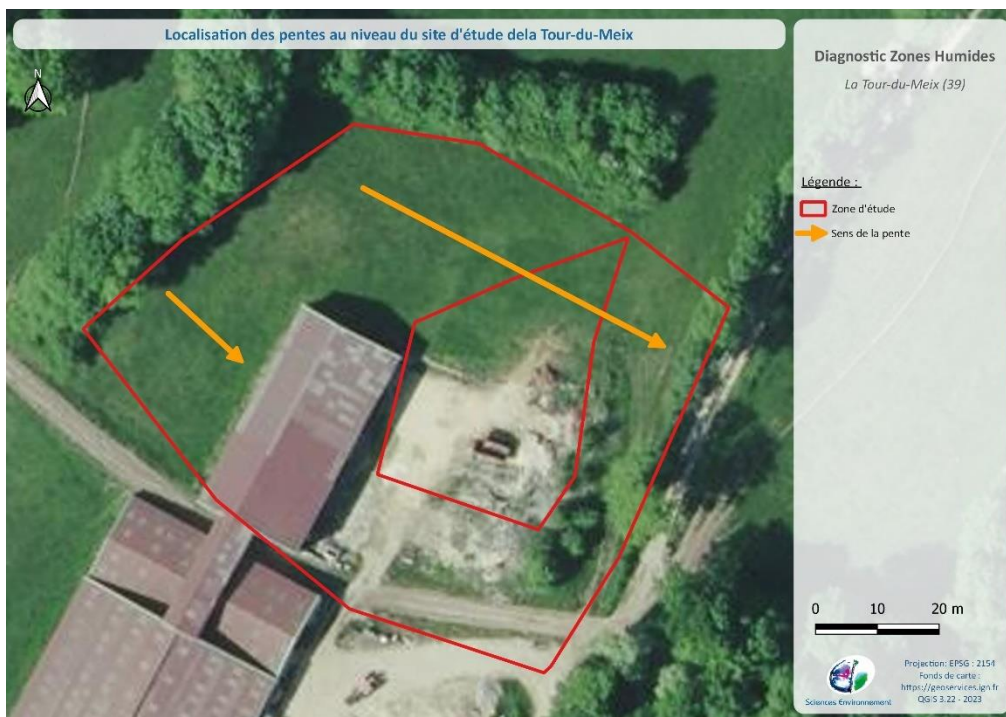 Localisation des pentes au niveau du site d'étude dela Tour-du-Meix
N
Diagnostic Zones Humides
La Tour-du-Meix (39)
Légende :
Zone d'étude
Sens de la pente
0 10 20 m
Sciences Environnement
Projection: EPSG : 2154
Fonds de carte :
https://geoservices.ign.fr
QGIS 3.22 - 2023